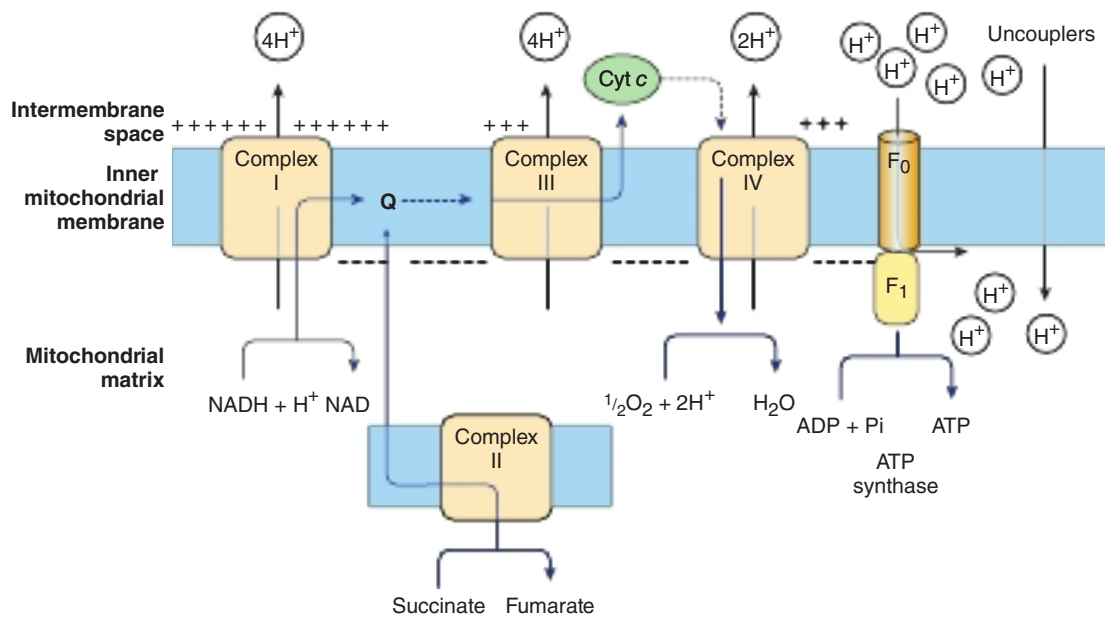 4H⁺
4H⁺
2H⁺
H⁺
H⁺
H⁺
H⁺
H⁺
Uncouplers
Cyt c
Intermembrane
space
++++++ ++++++
+++
+++
Inner
mitochondrial
membrane
Complex
I
Q
Complex
III
Complex
IV
F₀
F₁
H⁺
H⁺
H⁺
Mitochondrial
matrix
NADH + H⁺ NAD
½O₂ + 2H⁺
H₂O
ADP + Pi
ATP
ATP
synthase
Complex
II
Succinate
Fumarate